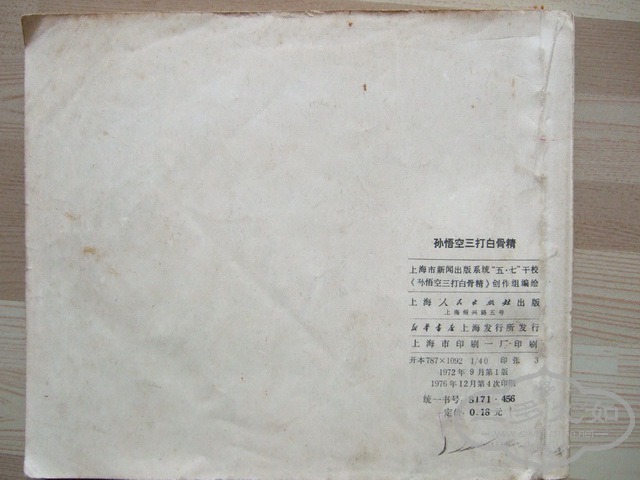 孙悟空三打白骨精
上海市新闻出版系统“五·七”干校
《孙悟空三打白骨精》创作组编绘
上海人民出版社出版
上海绍兴路五号
新华书店上海发行所发行
上海市印刷一厂印刷
开本787×1092 1/40 印张 3
1972年9月第1版
1976年12月第4次印刷
统一书号: 8171·456
定价: 0.18元